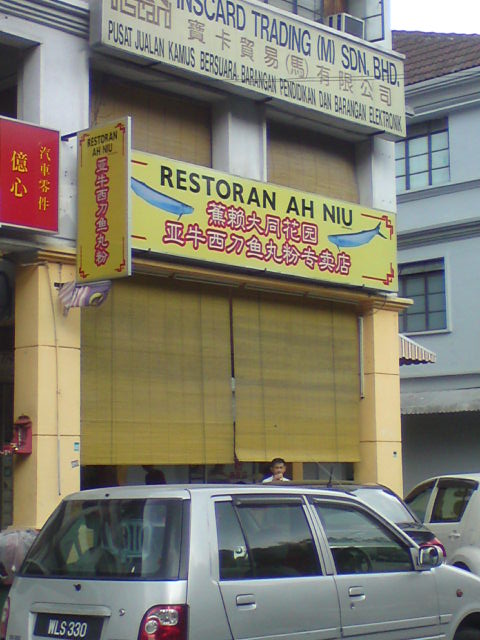 INSCARD TRADING (M) SDN. BHD.
寶卡貿易(馬)有限公司
PUSAT JUALAN KAMUS BERSUARA, BARANGAN PENDIDIKAN DAN BARANGAN ELEKTRONIK
億心
汽車零件
RESTORAN
AH NIU
亚牛西刀鱼丸粉
RESTORAN AH NIU
蕉赖大同花园
亚牛西刀鱼丸粉专卖店
WLS 330